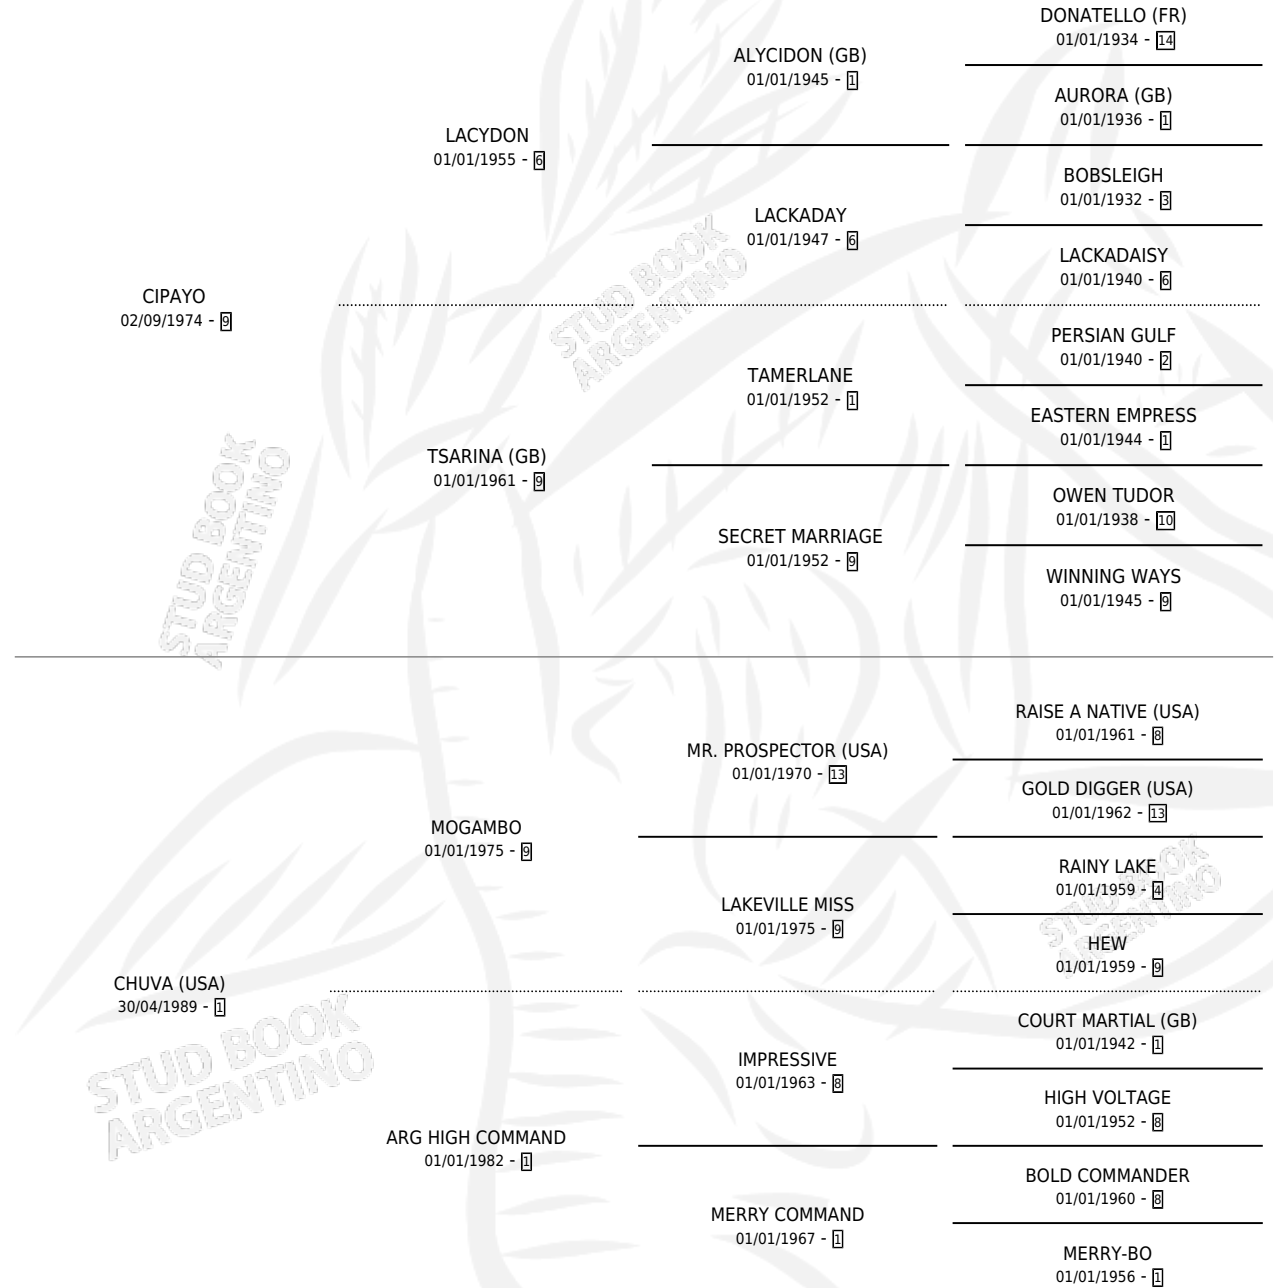 DONATELLO (FR)
01/01/1934 - 14
ALYCIDON (GB)
01/01/1945 - 1
AURORA (GB)
01/01/1936 - 1
LACYDON
01/01/1955 - 6
BOBSLEIGH
01/01/1932 - 3
LACKADAY
01/01/1947 - 6
LACKADAISY
01/01/1940 - 6
CIPAYO
02/09/1974 - 9
PERSIAN GULF
01/01/1940 - 2
TAMERLANE
01/01/1952 - 1
EASTERN EMPRESS
01/01/1944 - 1
TSARINA (GB)
01/01/1961 - 9
OWEN TUDOR
01/01/1938 - 10
SECRET MARRIAGE
01/01/1952 - 9
WINNING WAYS
01/01/1945 - 9
RAISE A NATIVE (USA)
01/01/1961 - 8
MR. PROSPECTOR (USA)
01/01/1970 - 13
GOLD DIGGER (USA)
01/01/1962 - 13
MOGAMBO
01/01/1975 - 9
RAINY LAKE
01/01/1959 - 4
LAKEVILLE MISS
01/01/1975 - 9
HEW
01/01/1959 - 9
CHUVA (USA)
30/04/1989 - 1
COURT MARTIAL (GB)
01/01/1942 - 1
IMPRESSIVE
01/01/1963 - 8
HIGH VOLTAGE
01/01/1952 - 8
ARG HIGH COMMAND
01/01/1982 - 1
BOLD COMMANDER
01/01/1960 - 8
MERRY COMMAND
01/01/1967 - 1
MERRY-BO
01/01/1956 - 1
STUD BOOK
ARGENTINO
STUD BOOK
ARGENTINO
STUD BOOK
ARGENTINO
STUD BOOK
ARGENTINO